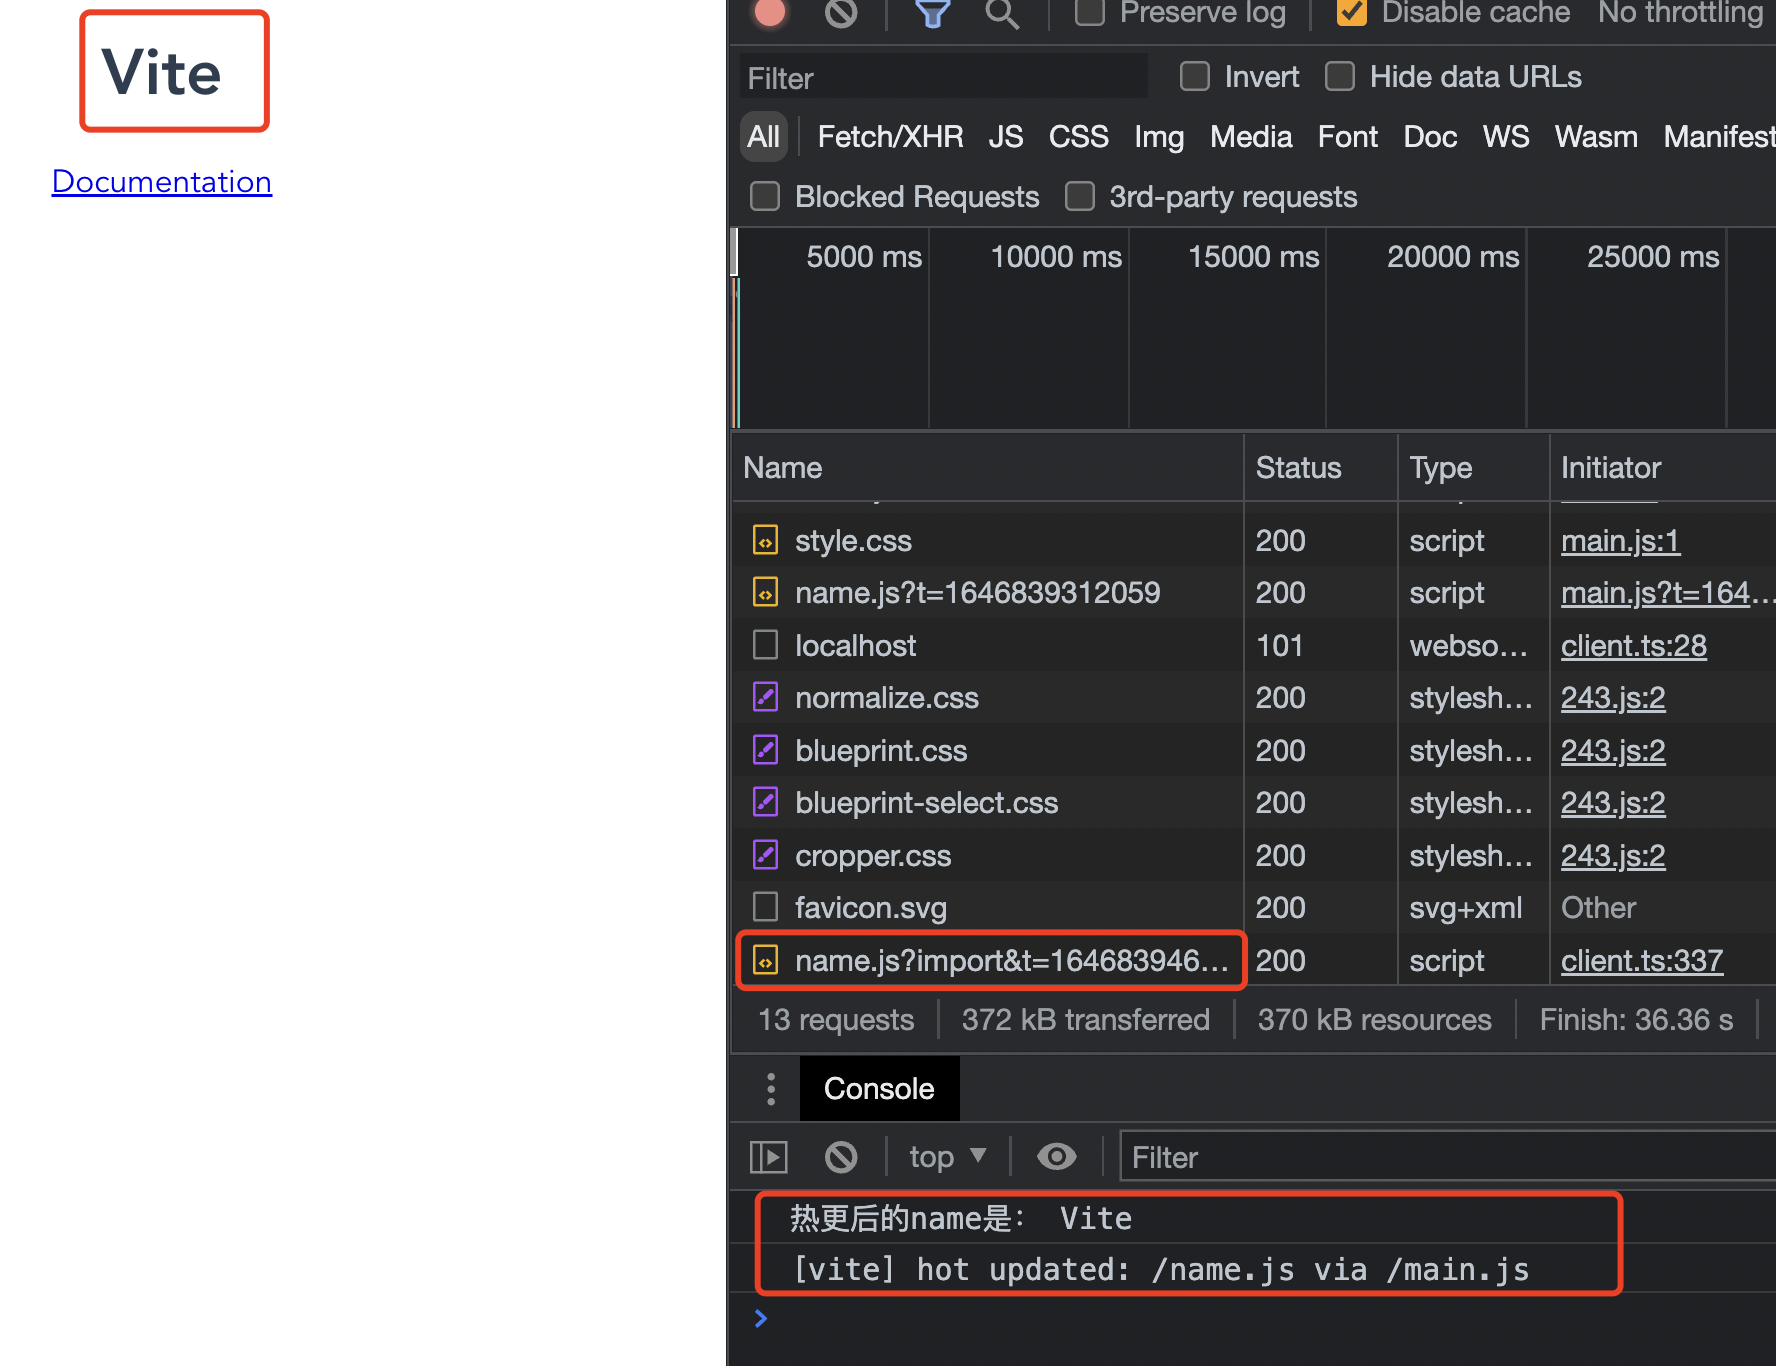 Vite
Documentation
Preserve log Disable cache No throttling
Filter Invert Hide data URLs
All Fetch/XHR JS CSS Img Media Font Doc WS Wasm Manifest
Blocked Requests 3rd-party requests
5000 ms 10000 ms 15000 ms 20000 ms 25000 ms
Name Status Type Initiator
style.css 200 script main.js:1
name.js?t=1646839312059 200 script main.js?t=164…
localhost 101 webso… client.ts:28
normalize.css 200 stylesh… 243.js:2
blueprint.css 200 stylesh… 243.js:2
blueprint-select.css 200 stylesh… 243.js:2
cropper.css 200 stylesh… 243.js:2
favicon.svg 200 svg+xml Other
name.js?import&t=164683946… 200 script client.ts:337
13 requests 372 kB transferred 370 kB resources Finish: 36.36 s
Console
top Filter
热更后的name是： Vite
[vite] hot updated: /name.js via /main.js